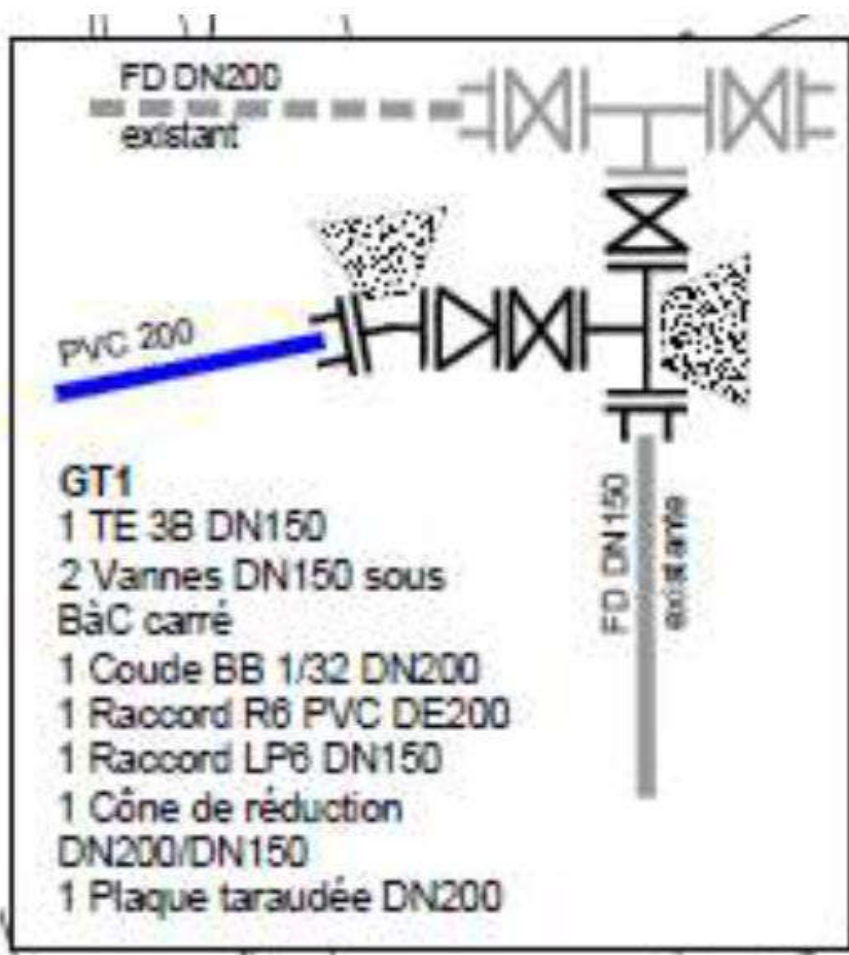 FD DN200
existant
PVC 200
FD DN150
existante
GT1
1 TE 3B DN150
2 Vannes DN150 sous
BàC carré
1 Coude BB 1/32 DN200
1 Raccord R6 PVC DE200
1 Raccord LP6 DN150
1 Cône de réduction
DN200/DN150
1 Plaque taraudée DN200